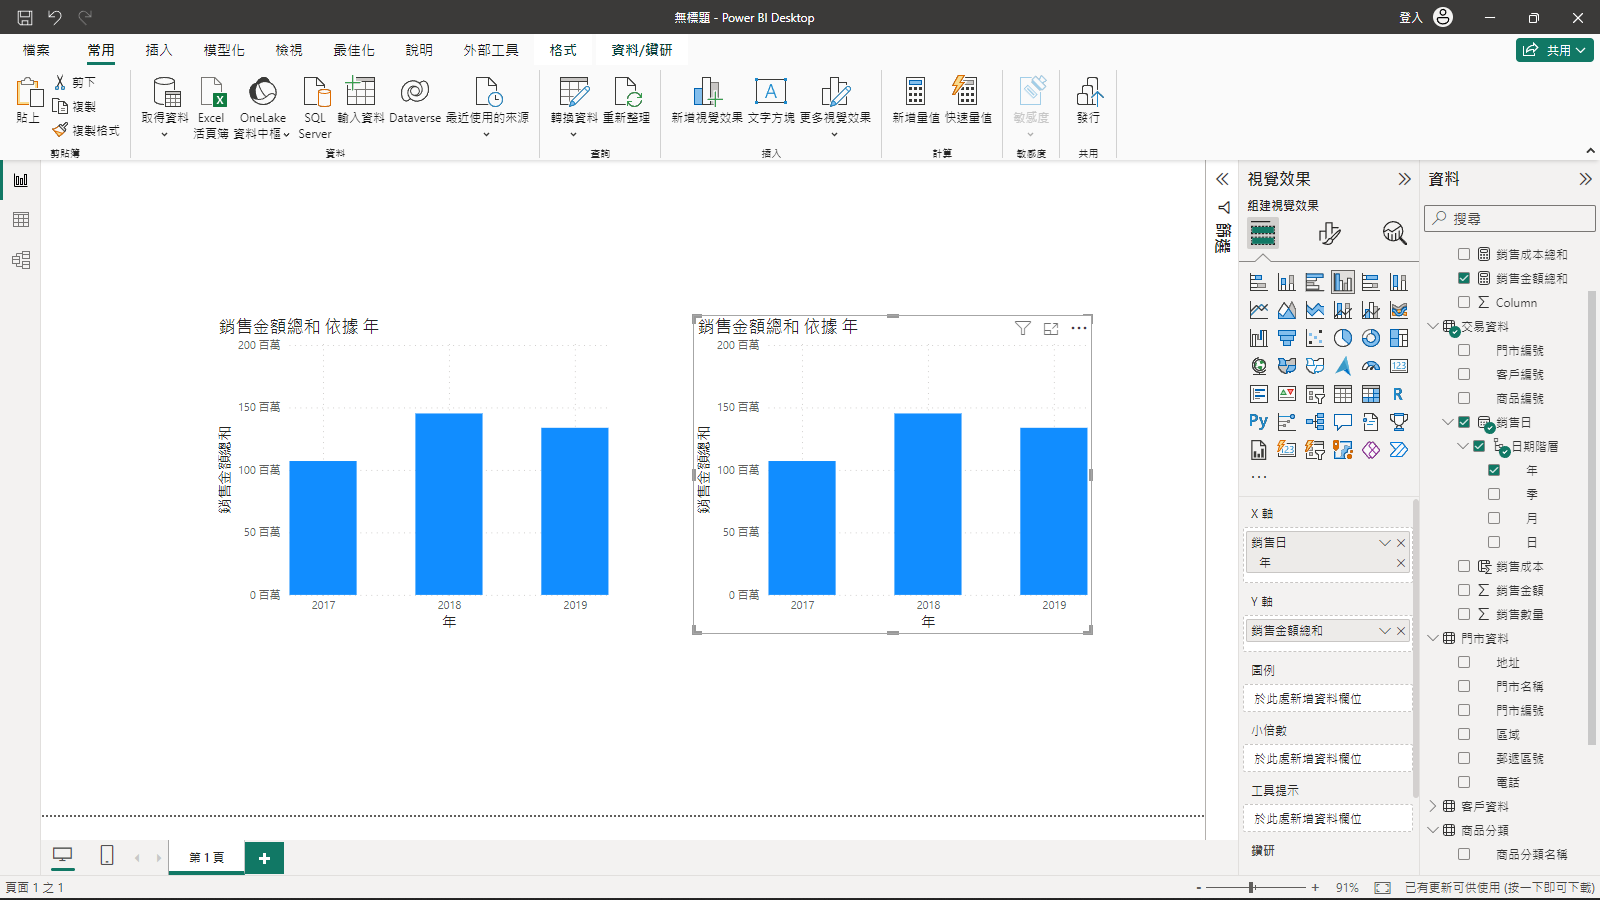 無標題 - Power BI Desktop
登入
檔案
常用
插入
模型化
檢視
最佳化
說明
外部工具
格式
資料/鑽研
共用
貼上
剪下
複製
複製格式
剪貼簿
取得資料
Excel
活頁簿
OneLake
資料中樞
SQL
Server
輸入資料
Dataverse
最近使用的來源
資料
轉換資料
重新整理
查詢
新增視覺效果
文字方塊
更多視覺效果
插入
新增量值
快速量值
計算
敏感度
敏感度
發行
共用
銷售金額總和 依據 年
200 百萬
150 百萬
100 百萬
50 百萬
0 百萬
銷售金額總和
2017
2018
2019
年
銷售金額總和 依據 年
200 百萬
150 百萬
100 百萬
50 百萬
0 百萬
銷售金額總和
2017
2018
2019
年
篩選
視覺效果
組建視覺效果
123
R
Py
123
X 軸
銷售日
年
Y 軸
銷售金額總和
圖例
於此處新增資料欄位
小倍數
於此處新增資料欄位
工具提示
於此處新增資料欄位
鑽研
資料
搜尋
銷售成本總和
銷售金額總和
Column
交易資料
門市編號
客戶編號
商品編號
銷售日
日期階層
年
季
月
日
銷售成本
銷售金額
銷售數量
門市資料
地址
門市名稱
門市編號
區域
郵遞區號
電話
客戶資料
商品分類
商品分類名稱
第 1 頁
頁面 1 之 1
- + 91%
已有更新可供使用 (按一下即可下載)